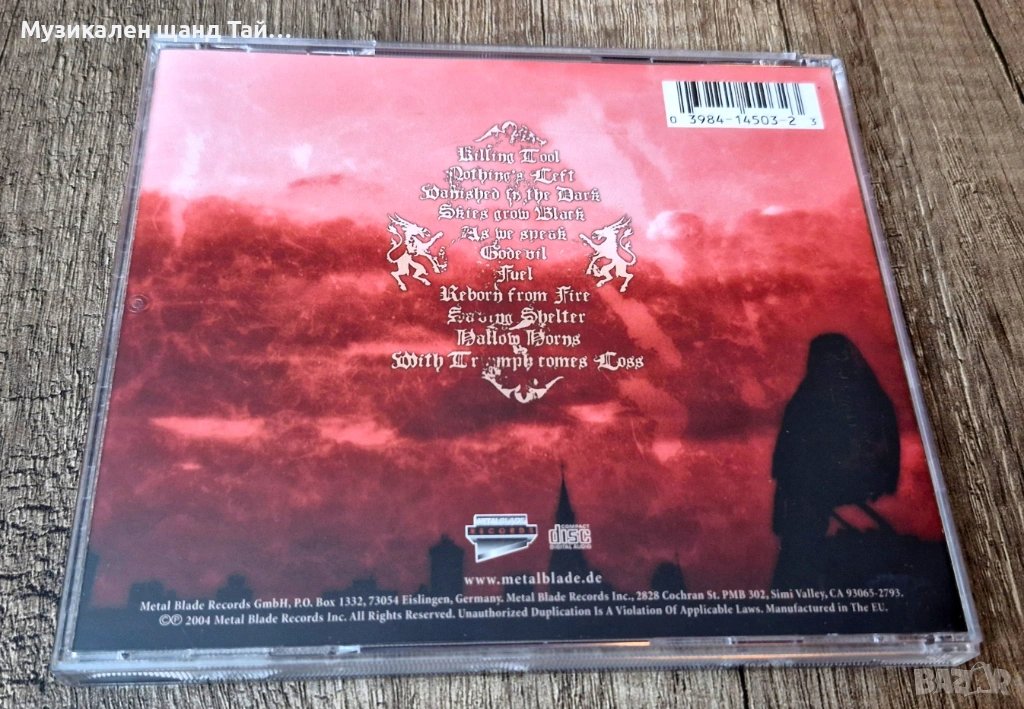 Музикален щанд Тай...
0 3984-14503-2 3
Killing Tool
Nothing's Left
Vanished in the Dark
Skies grow Black
As we speak
Godevil
Fuel
Reborn from Fire
Saving Shelter
Hallow Horns
With Triumph comes Loss
METAL BLADE
RECORDS
COMPACT
disc
DIGITAL AUDIO
www.metalblade.de
Metal Blade Records GmbH, P.O. Box 1332, 73054 Eislingen, Germany. Metal Blade Records Inc., 2828 Cochran St. PMB 302, Simi Valley, CA 93065-2793.
©℗ 2004 Metal Blade Records Inc. All Rights Reserved. Unauthorized Duplication Is A Violation Of Applicable Laws. Manufactured in The EU.
BAZAR